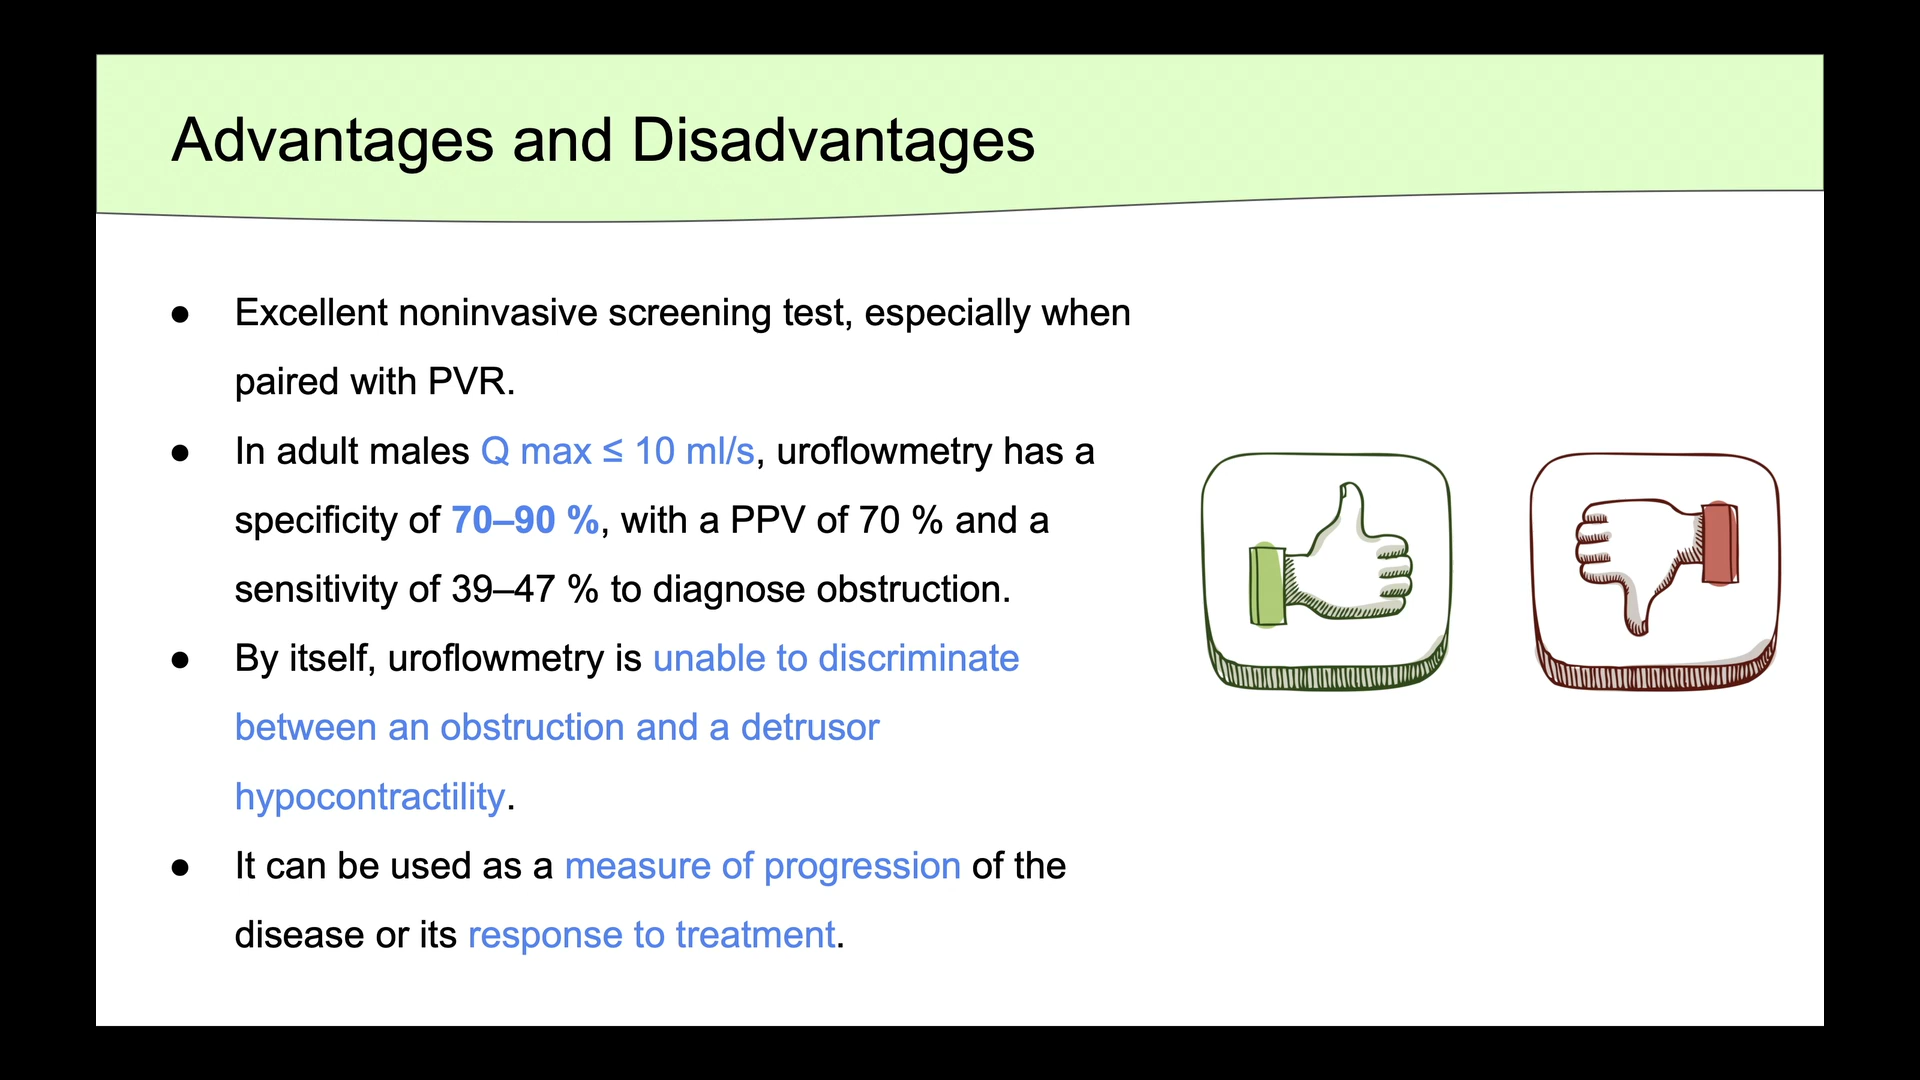 Advantages and Disadvantages
● Excellent noninvasive screening test, especially when
paired with PVR.
● In adult males Q max ≤ 10 ml/s, uroflowmetry has a
specificity of 70–90 %, with a PPV of 70 % and a
sensitivity of 39–47 % to diagnose obstruction.
● By itself, uroflowmetry is unable to discriminate
between an obstruction and a detrusor
hypocontractility.
● It can be used as a measure of progression of the
disease or its response to treatment.